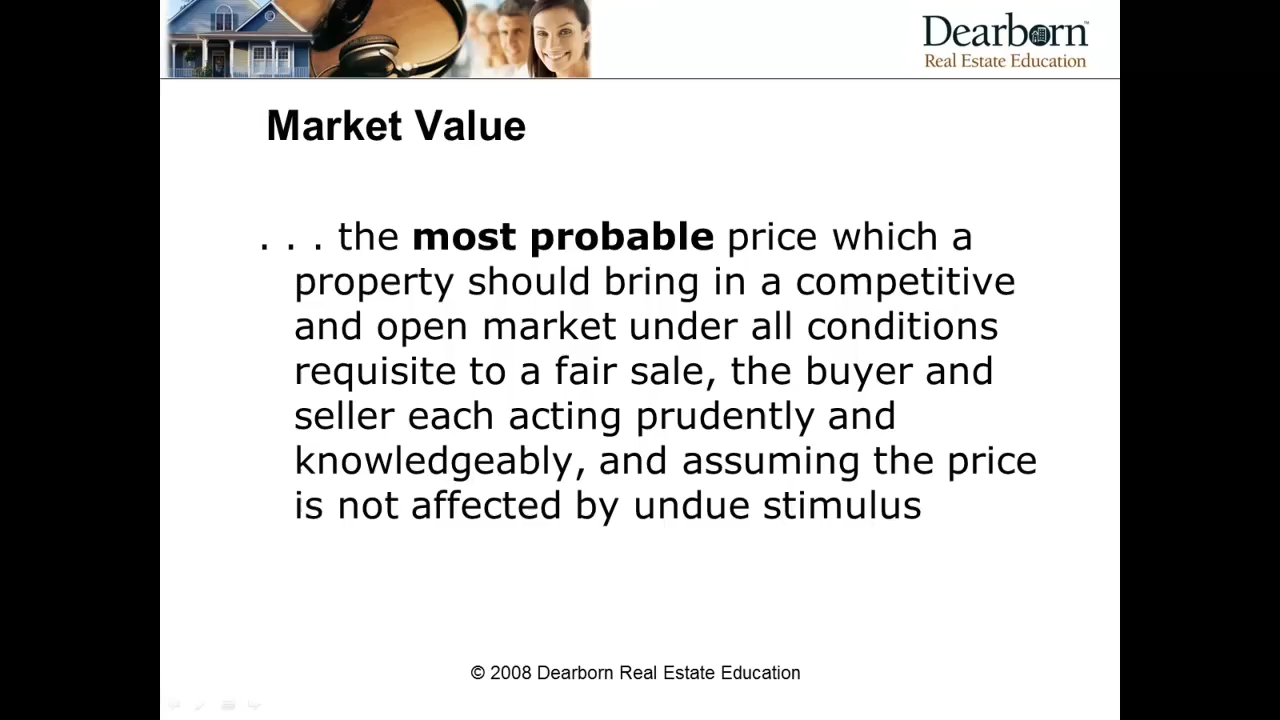 Dearborn™
Real Estate Education
Market Value
. . . the most probable price which a
property should bring in a competitive
and open market under all conditions
requisite to a fair sale, the buyer and
seller each acting prudently and
knowledgeably, and assuming the price
is not affected by undue stimulus
© 2008 Dearborn Real Estate Education